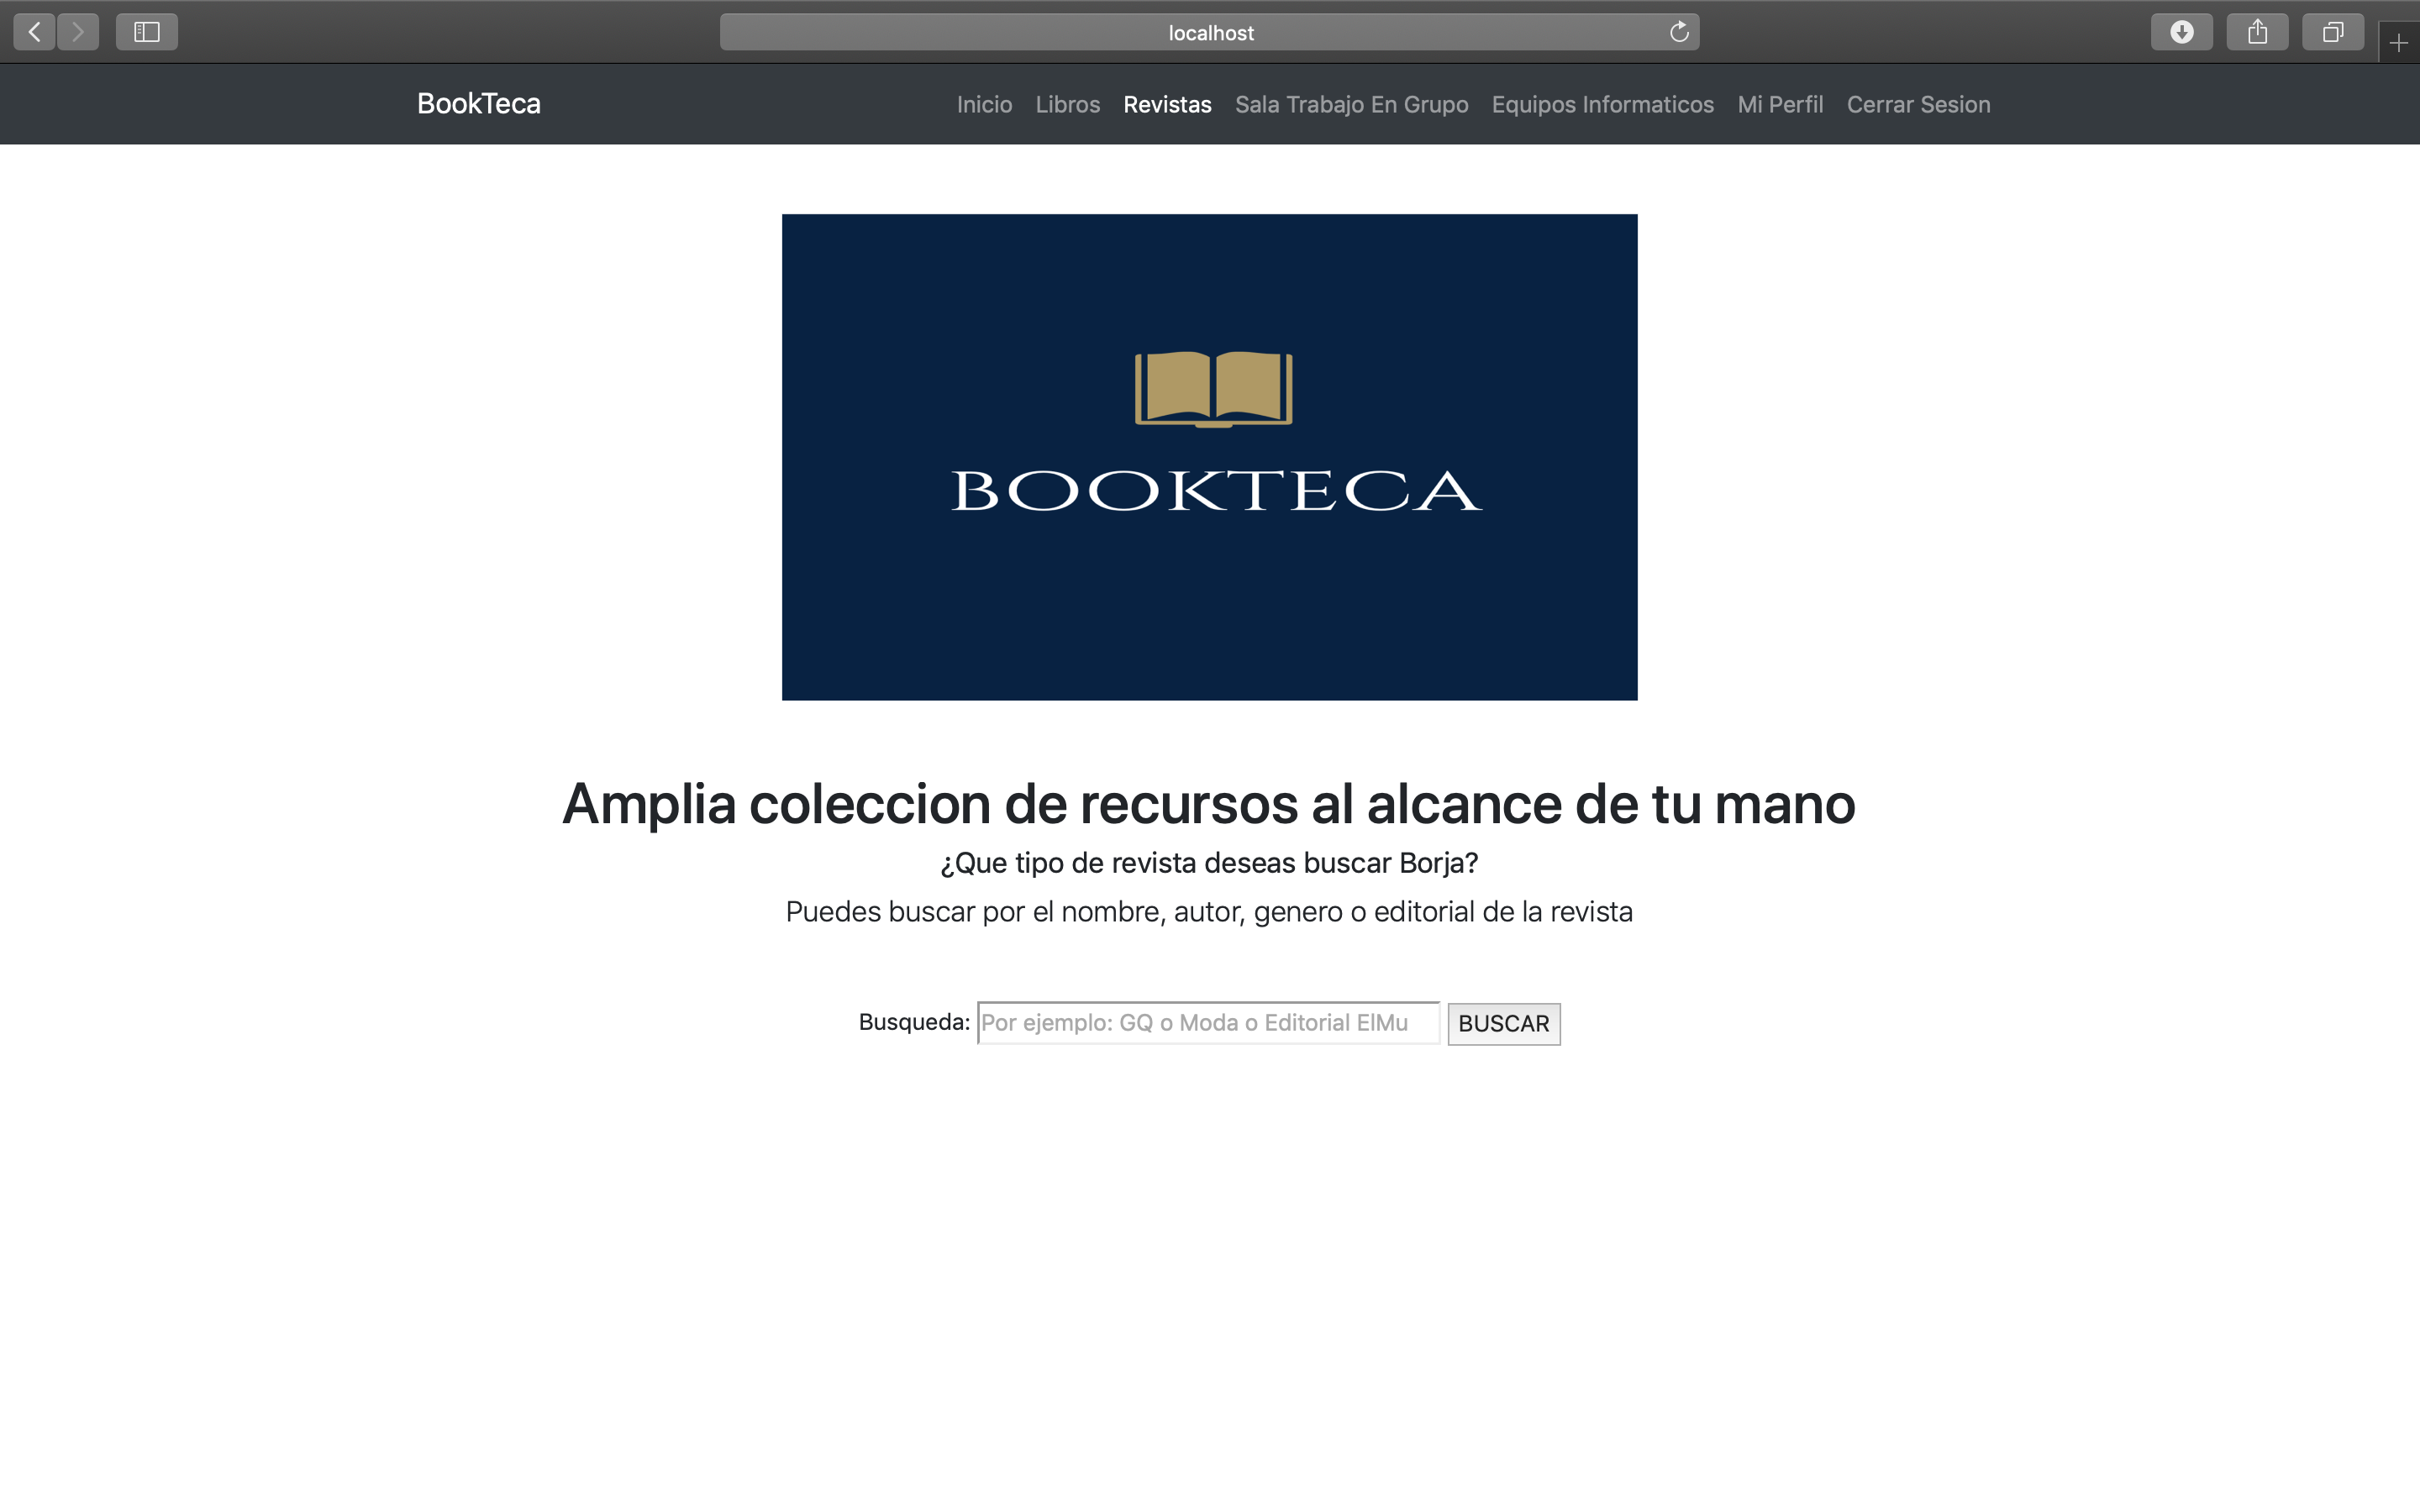 localhost
BookTeca
Inicio Libros Revistas Sala Trabajo En Grupo Equipos Informaticos Mi Perfil Cerrar Sesion
BOOKTECA
Amplia coleccion de recursos al alcance de tu mano
¿Que tipo de revista deseas buscar Borja?
Puedes buscar por el nombre, autor, genero o editorial de la revista
Busqueda: Por ejemplo: GQ o Moda o Editorial ElMu BUSCAR